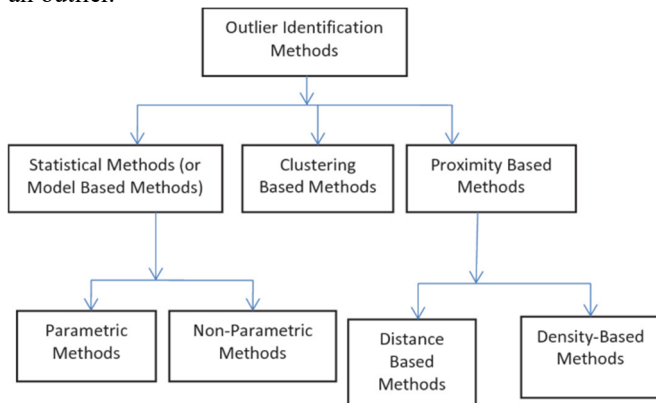 an outlier.
Outlier Identification
Methods
Statistical Methods (or
Model Based Methods)
Clustering
Based Methods
Proximity Based
Methods
Parametric
Methods
Non-Parametric
Methods
Distance
Based
Methods
Density-Based
Methods